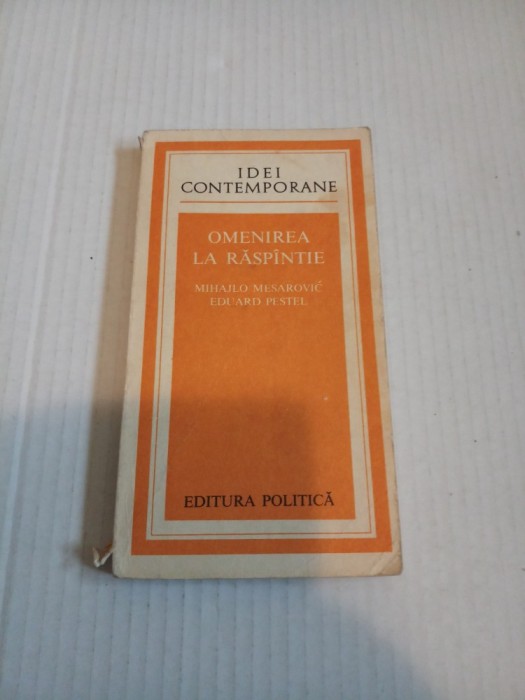 IDEI
CONTEMPORANE
OMENIREA
LA RĂSPÎNTIE
MIHAJLO MESAROVIĆ
EDUARD PESTEL
EDITURA POLITICĂ